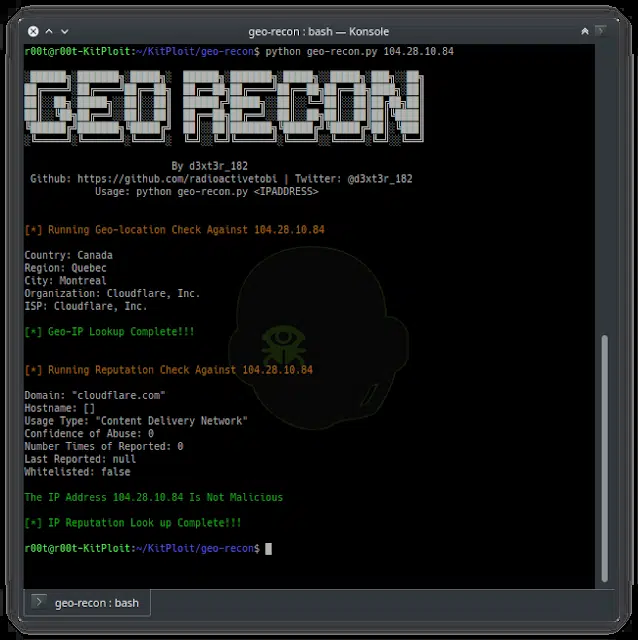 geo-recon : bash — Konsole
r00t@r00t-KitPloit:~/KitPloit/geo-recon$ python geo-recon.py 104.28.10.84
GEO RECON
By d3xt3r_182
Github: https://github.com/radioactivetobi | Twitter: @d3xt3r_182
Usage: python geo-recon.py <IPADDRESS>
[*] Running Geo-location Check Against 104.28.10.84
Country: Canada
Region: Quebec
City: Montreal
Organization: Cloudflare, Inc.
ISP: Cloudflare, Inc.
[*] Geo-IP Lookup Complete!!!
[*] Running Reputation Check Against 104.28.10.84
Domain: "cloudflare.com"
Hostname: []
Usage Type: "Content Delivery Network"
Confidence of Abuse: 0
Number Times of Reported: 0
Last Reported: null
Whitelisted: false
The IP Address 104.28.10.84 Is Not Malicious
[*] IP Reputation Look up Complete!!!
r00t@r00t-KitPloit:~/KitPloit/geo-recon$
geo-recon : bash